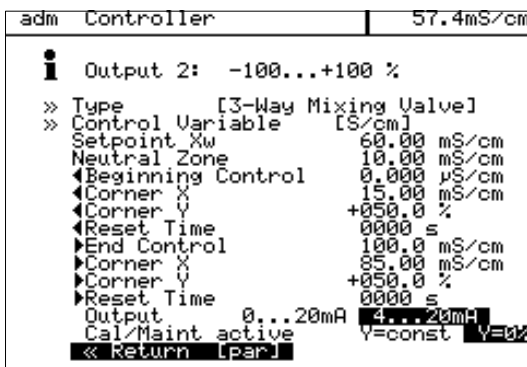 adm Controller 57.4mS/cm
i Output 2: -100...+100 %
» Type [3-Way Mixing Valve]
» Control Variable [S/cm]
Setpoint Xw 60.00 mS/cm
Neutral Zone 10.00 mS/cm
◀Beginning Control 0.000 µS/cm
◀Corner X 15.00 mS/cm
◀Corner Y +050.0 %
◀Reset Time 0000 s
▶End Control 100.0 mS/cm
▶Corner X 85.00 mS/cm
▶Corner Y +050.0 %
▶Reset Time 0000 s
Output 0...20mA 4...20mA
Cal/Maint active Y=const Y=0%
« Return [par]